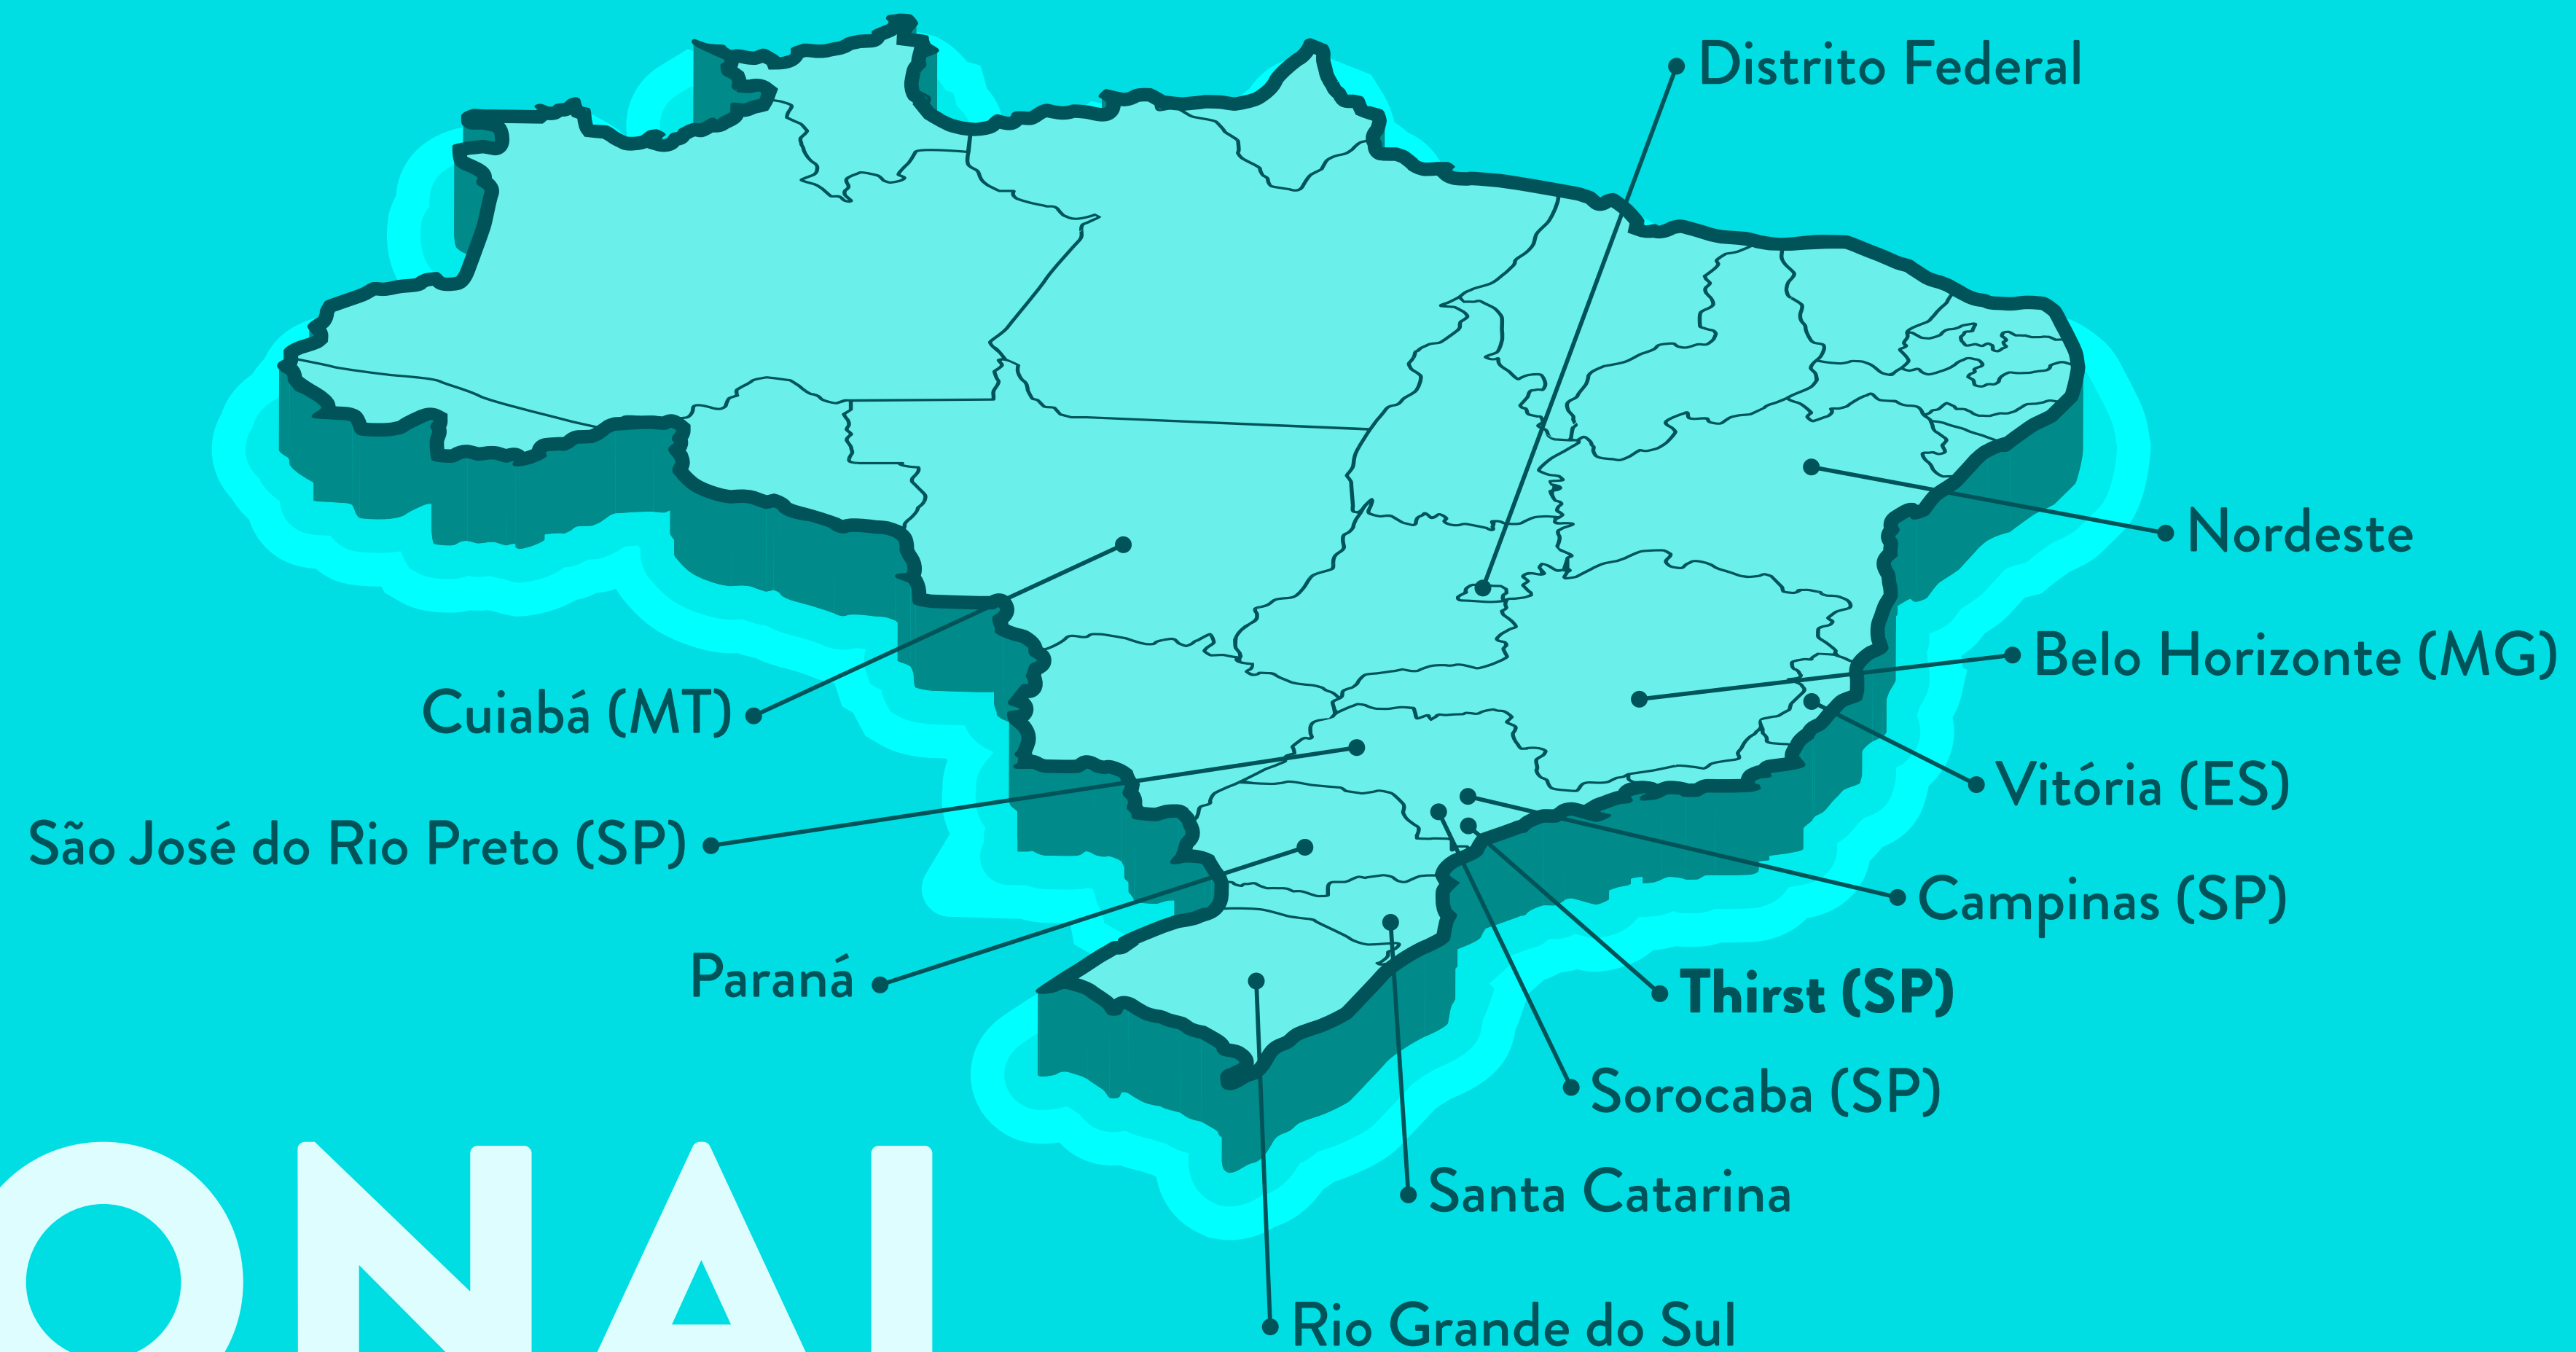 Distrito Federal
Nordeste
Belo Horizonte (MG)
Cuiabá (MT)
Vitória (ES)
São José do Rio Preto (SP)
Campinas (SP)
Paraná
Thirst (SP)
Sorocaba (SP)
Santa Catarina
Rio Grande do Sul
ONAL